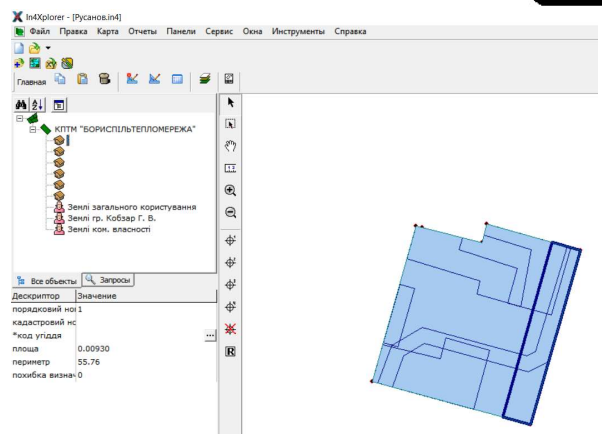 In4Xplorer - [Русанов.in4]
Файл Правка Карта Отчеты Панели Сервис Окна Инструменты Справка
Главная
КПТМ "БОРИСПІЛЬТЕПЛОМЕРЕЖА"
Землі загального користування
Землі гр. Кобзар Г. В.
Землі ком. власності
Все объекты Запросы
Дескриптор Значение
порядковий ном 1
кадастровий но
*код угіддя ...
площа 0.00930
периметр 55.76
похибка визнач 0
R